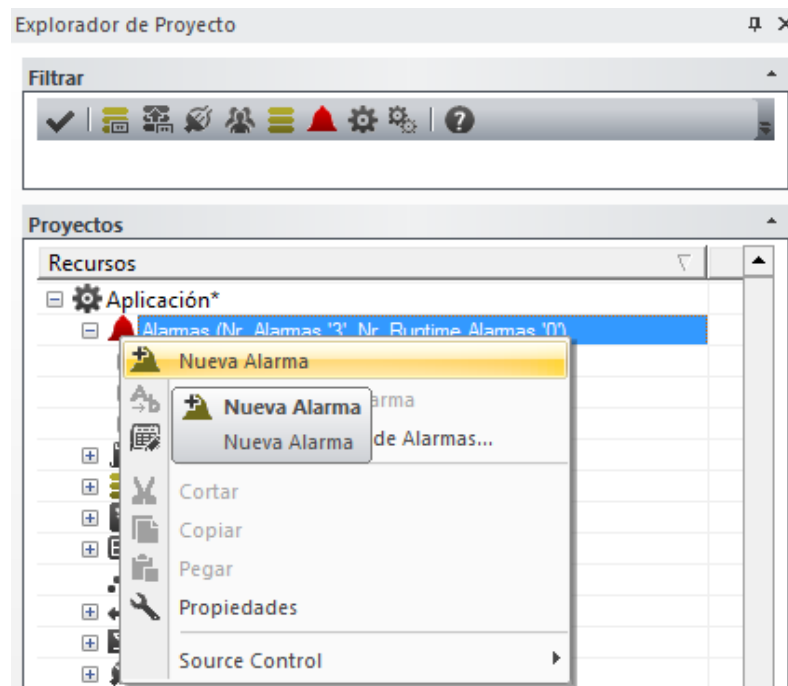 Explorador de Proyecto
Filtrar
Proyectos
Recursos
Aplicación*
Alarmas (Nr. Alarmas '3', Nr. Runtime Alarmas '0')
Nueva Alarma
Nueva Alarma
arma
Nueva Alarma
de Alarmas...
Cortar
Copiar
Pegar
Propiedades
Source Control